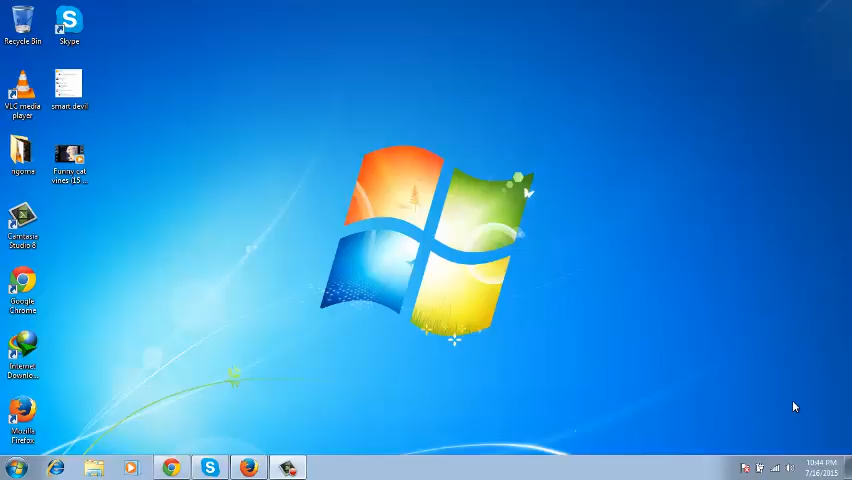 Recycle Bin
Skype
VLC media
player
smart devil
ngoma
Funny cat
vines (15 ...
Camtasia
Studio 8
Google
Chrome
Internet
Downlo...
Mozilla
Firefox
10:44 PM
7/16/2015